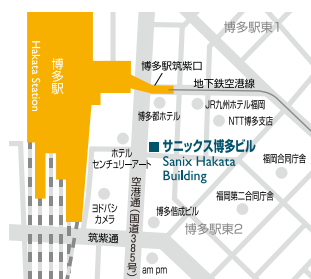 博多駅東1
Hakata Station
博多駅
博多駅筑紫口
地下鉄空港線
博多都ホテル
JR九州ホテル福岡
NTT博多支店
サニックス博多ビル
Sanix Hakata
Building
ホテル
センチュリーアート
福岡合同庁舎
空港通(国道385号)
福岡第二合同庁舎
ヨドバシ
カメラ
博多偕成ビル
博多駅東2
筑紫通
am pm